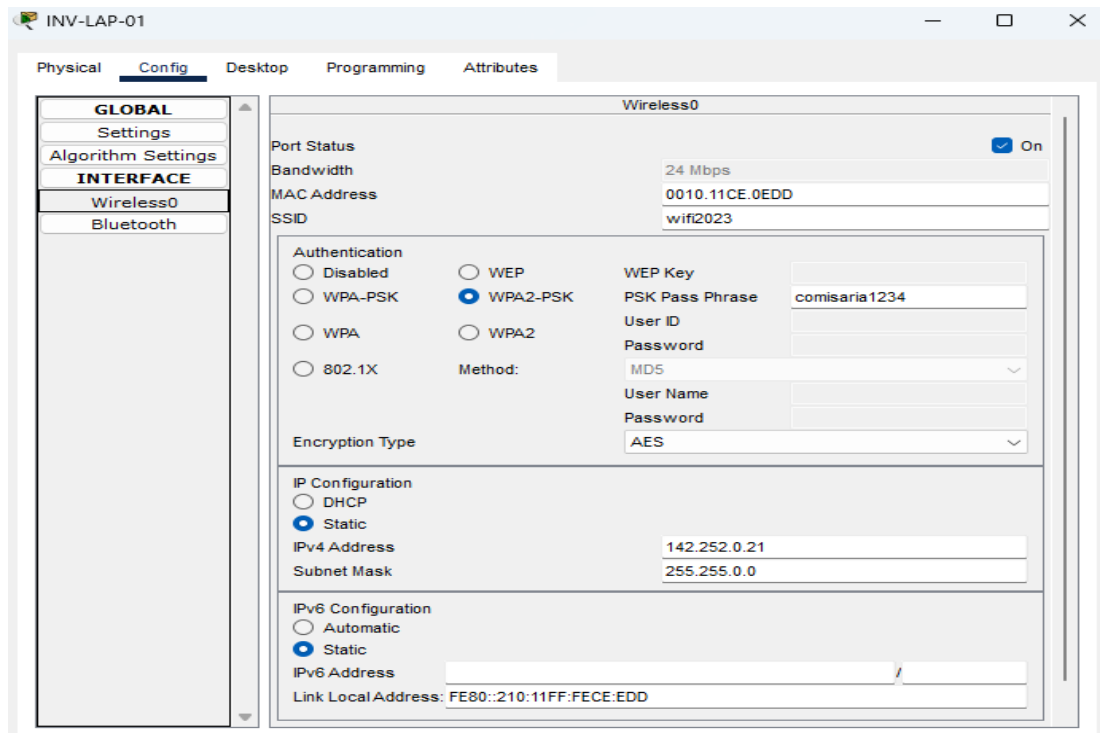 INV-LAP-01
Physical Config Desktop Programming Attributes
GLOBAL
Settings
Algorithm Settings
INTERFACE
Wireless0
Bluetooth
Wireless0
Port Status On
Bandwidth 24 Mbps
MAC Address 0010.11CE.0EDD
SSID wifi2023
Authentication
Disabled WEP WEP Key
WPA-PSK WPA2-PSK PSK Pass Phrase comisaria1234
User ID
WPA WPA2
Password
802.1X Method: MD5
User Name
Password
Encryption Type AES
IP Configuration
DHCP
Static
IPv4 Address 142.252.0.21
Subnet Mask 255.255.0.0
IPv6 Configuration
Automatic
Static
IPv6 Address /
Link Local Address: FE80::210:11FF:FECE:EDD